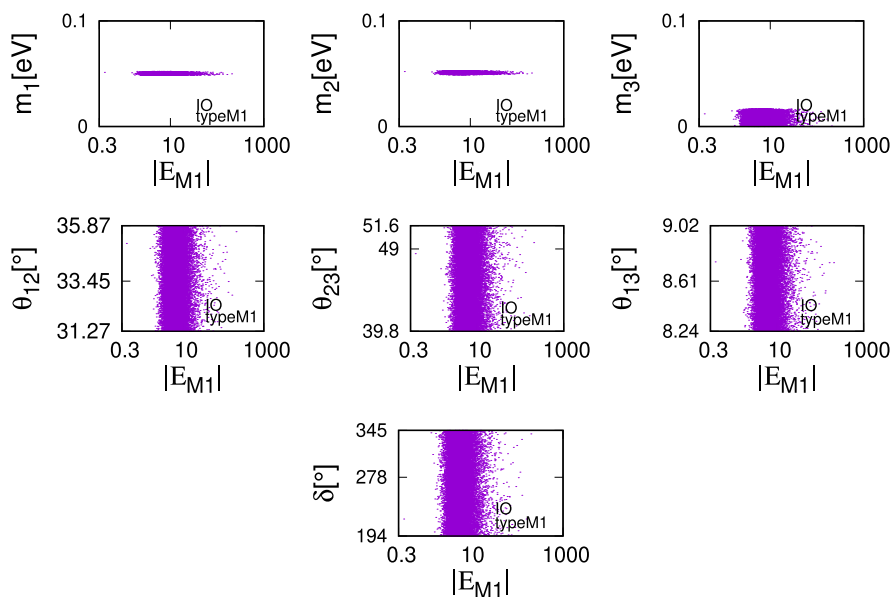 0.1 0.1 0.1
m1[eV] m2[eV] m3[eV]
IO IO IO
typeM1 typeM1 typeM1
0 0 0
0.3 10 1000 0.3 10 1000 0.3 10 1000
|EM1| |EM1| |EM1|
35.87 51.6 9.02
49
θ12[°] 33.45 θ23[°] θ13[°] 8.61
IO IO IO
typeM1 typeM1 typeM1
31.27 39.8 8.24
0.3 10 1000 0.3 10 1000 0.3 10 1000
|EM1| |EM1| |EM1|
345
δ[°] 278
IO
typeM1
194
0.3 10 1000
|EM1|